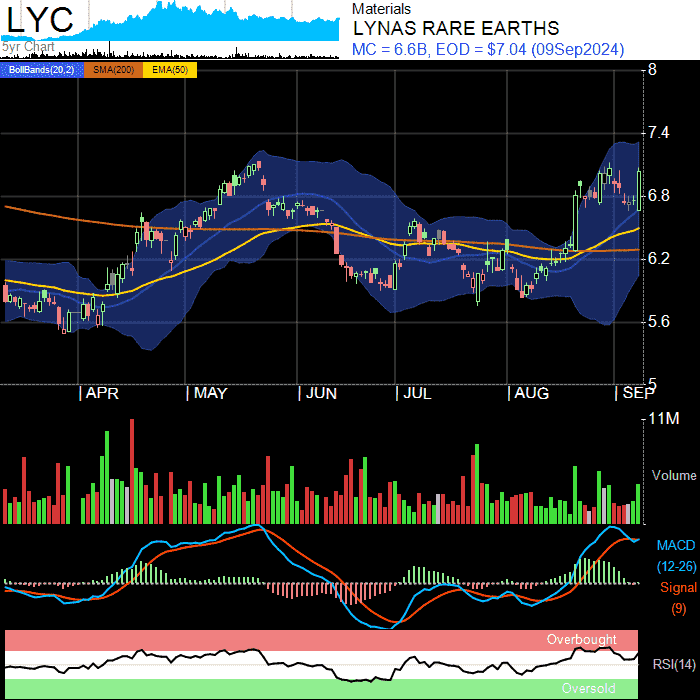 LYC
5yr Chart
Materials
LYNAS RARE EARTHS
MC = 6.6B, EOD = $7.04 (09Sep2024)
BollBands(20,2) SMA(200) EMA(50)
8
7.4
6.8
6.2
5.6
5
APR MAY JUN JUL AUG SEP
11M
Volume
MACD
(12-26)
Signal
(9)
Overbought
RSI(14)
Oversold